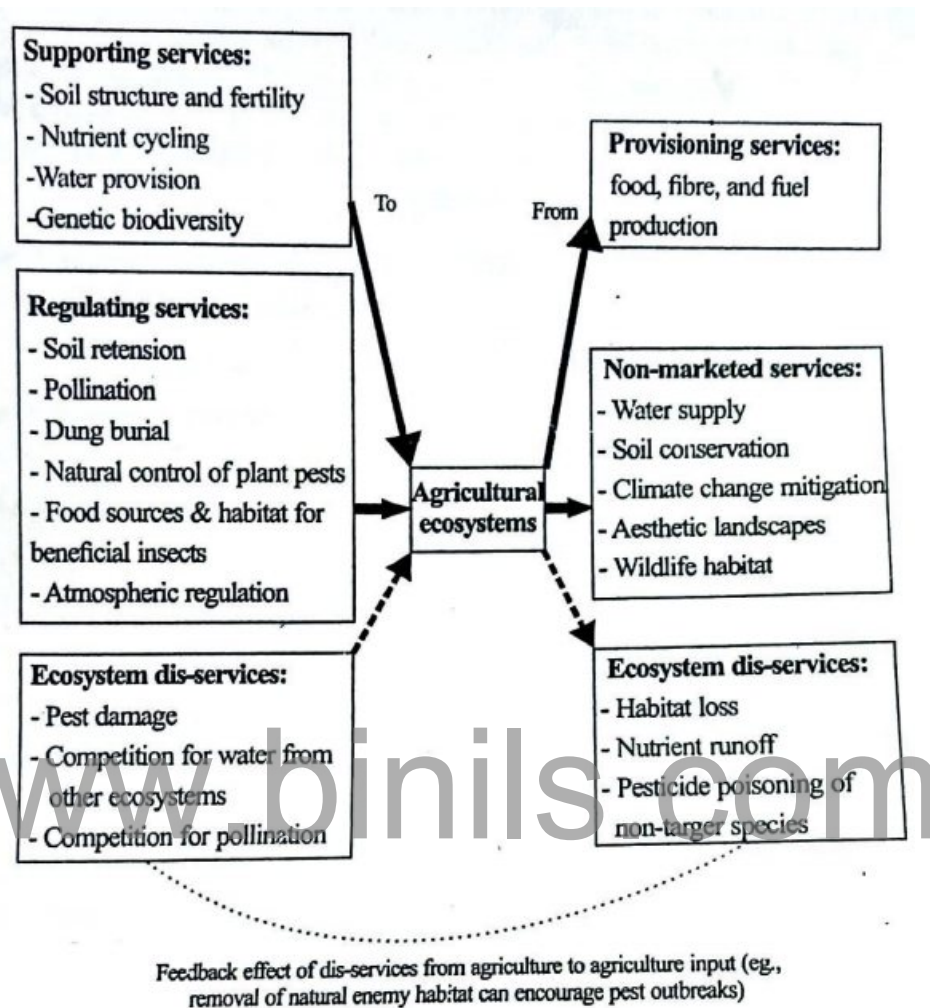 Supporting services:
- Soil structure and fertility
- Nutrient cycling
-Water provision
-Genetic biodiversity
To
From
Provisioning services:
food, fibre, and fuel
production
Regulating services:
- Soil retension
- Pollination
- Dung burial
- Natural control of plant pests
- Food sources & habitat for
beneficial insects
- Atmospheric regulation
Agricultural
ecosystems
Non-marketed services:
- Water supply
- Soil conservation
- Climate change mitigation
- Aesthetic landscapes
- Wildlife habitat
Ecosystem dis-services:
- Pest damage
- Competition for water from
other ecosystems
- Competition for pollination
Ecosystem dis-services:
- Habitat loss
- Nutrient runoff
- Pesticide poisoning of
non-targer species
www.binils.com
Feedback effect of dis-services from agriculture to agriculture input (eg.,
removal of natural enemy habitat can encourage pest outbreaks)